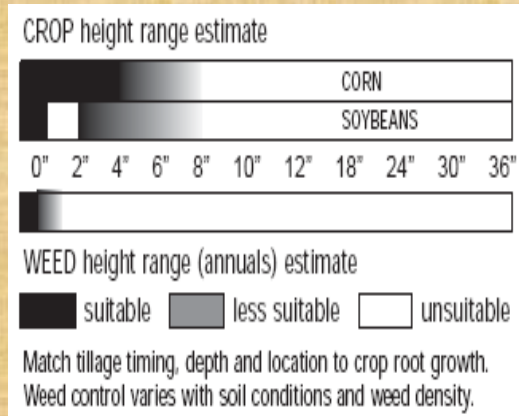 CROP height range estimate
CORN
SOYBEANS
0" 2" 4" 6" 8" 10" 12" 18" 24" 30" 36"
WEED height range (annuals) estimate
suitable less suitable unsuitable
Match tillage timing, depth and location to crop root growth.
Weed control varies with soil conditions and weed density.